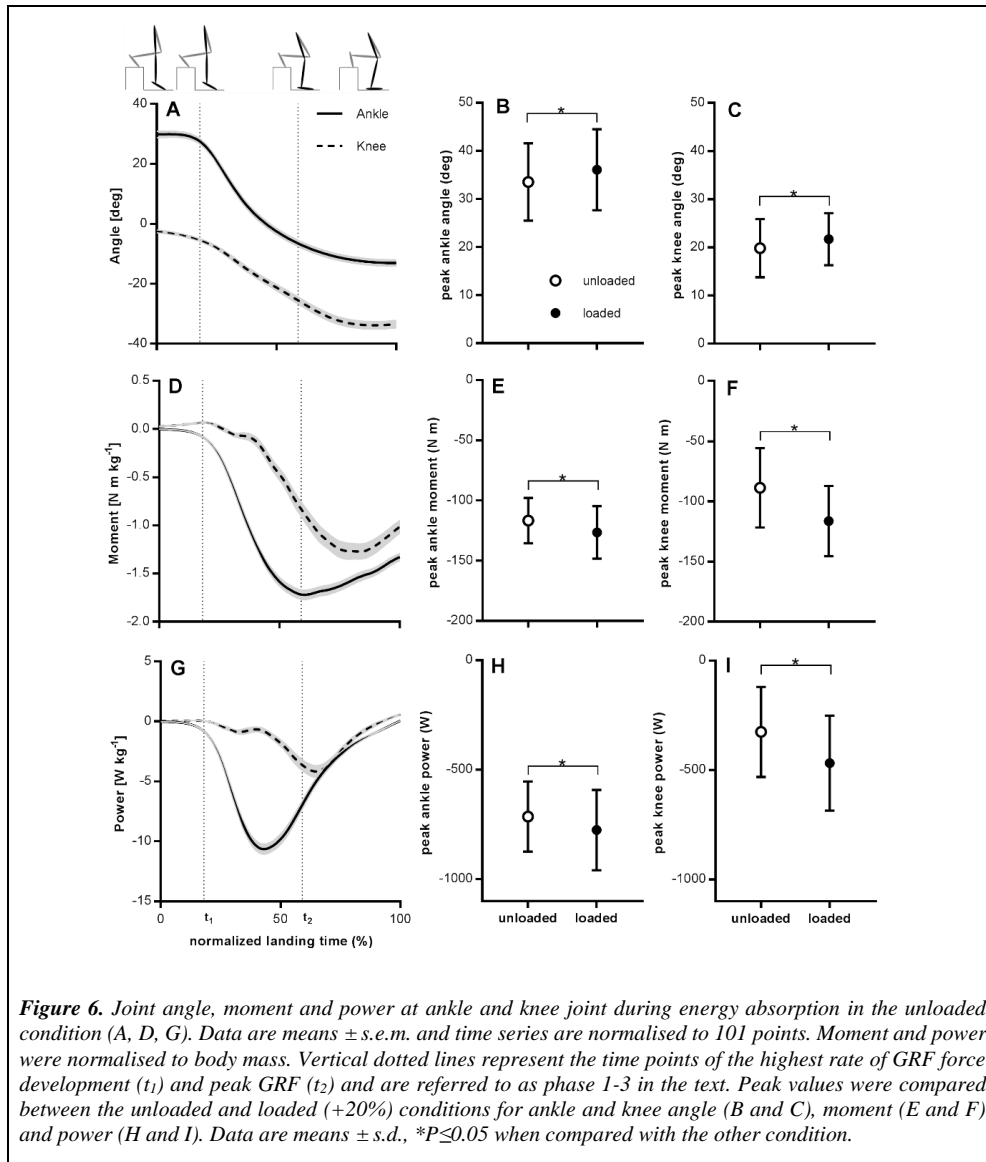 A
Ankle
Knee
Angle [deg]
40
20
0
-20
-40
B
*
peak ankle angle (deg)
50
40
30
20
10
0
unloaded
loaded
C
*
peak knee angle (deg)
50
40
30
20
10
0
D
Moment [N m kg-1]
0.5
0.0
-0.5
-1.0
-1.5
-2.0
E
*
peak ankle moment (N m)
0
-50
-100
-150
-200
F
*
peak knee moment (N m)
0
-50
-100
-150
-200
G
Power [W kg-1]
5
0
-5
-10
-15
0 t1 50 t2 100
normalized landing time (%)
H
*
peak ankle power (W)
0
-500
-1000
unloaded loaded
I
*
peak knee power (W)
0
-500
-1000
unloaded loaded
Figure 6. Joint angle, moment and power at ankle and knee joint during energy absorption in the unloaded
condition (A, D, G). Data are means ± s.e.m. and time series are normalised to 101 points. Moment and power
were normalised to body mass. Vertical dotted lines represent the time points of the highest rate of GRF force
development (t1) and peak GRF (t2) and are referred to as phase 1-3 in the text. Peak values were compared
between the unloaded and loaded (+20%) conditions for ankle and knee angle (B and C), moment (E and F)
and power (H and I). Data are means ± s.d., *P≤0.05 when compared with the other condition.